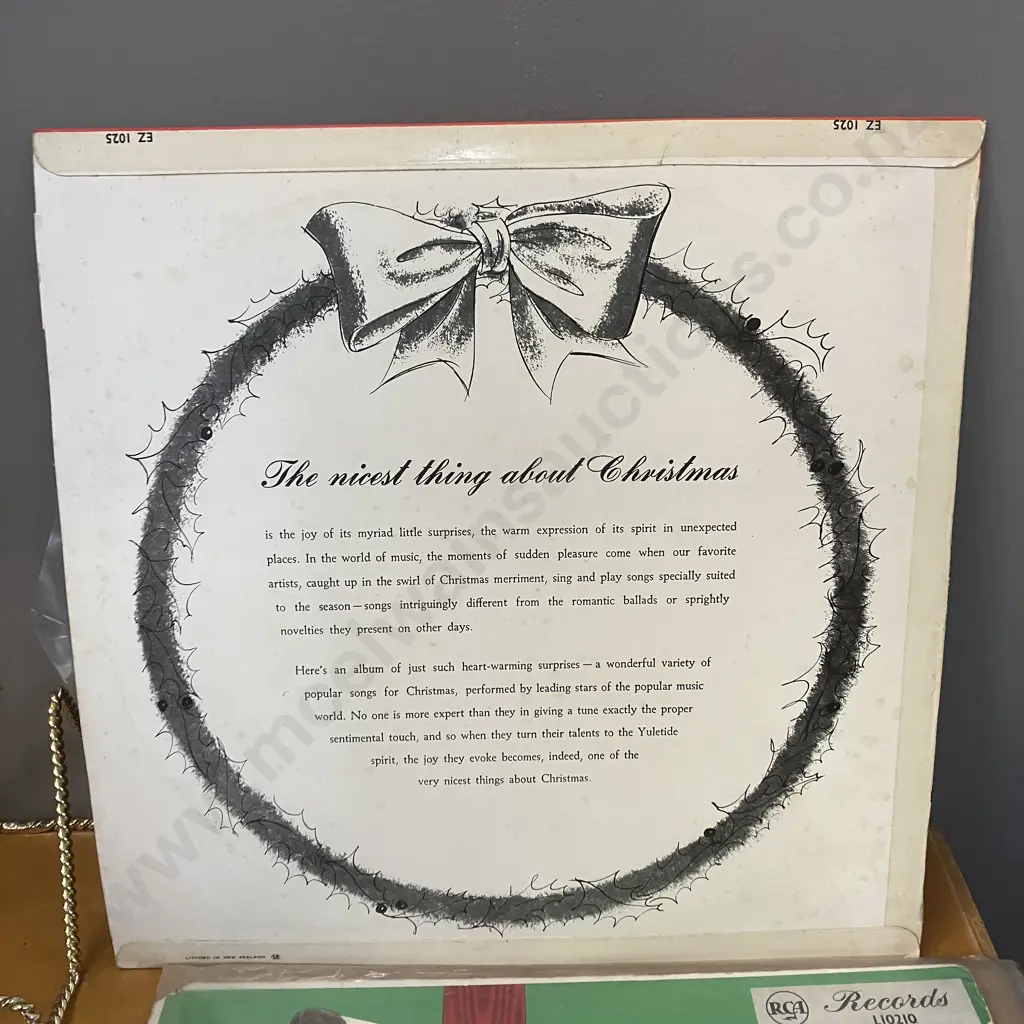 EZ 1025
EZ 1025
The nicest thing about Christmas
is the joy of its myriad little surprises, the warm expression of its spirit in unexpected
places. In the world of music, the moments of sudden pleasure come when our favorite
artists, caught up in the swirl of Christmas merriment, sing and play songs specially suited
to the season — songs intriguingly different from the romantic ballads or sprightly
novelties they present on other days.
Here's an album of just such heart-warming surprises — a wonderful variety of
popular songs for Christmas, performed by leading stars of the popular music
world. No one is more expert than they in giving a tune exactly the proper
sentimental touch, and so when they turn their talents to the Yuletide
spirit, the joy they evoke becomes, indeed, one of the
very nicest things about Christmas.
LITHOED IN NEW ZEALAND
RCA Records
L10210